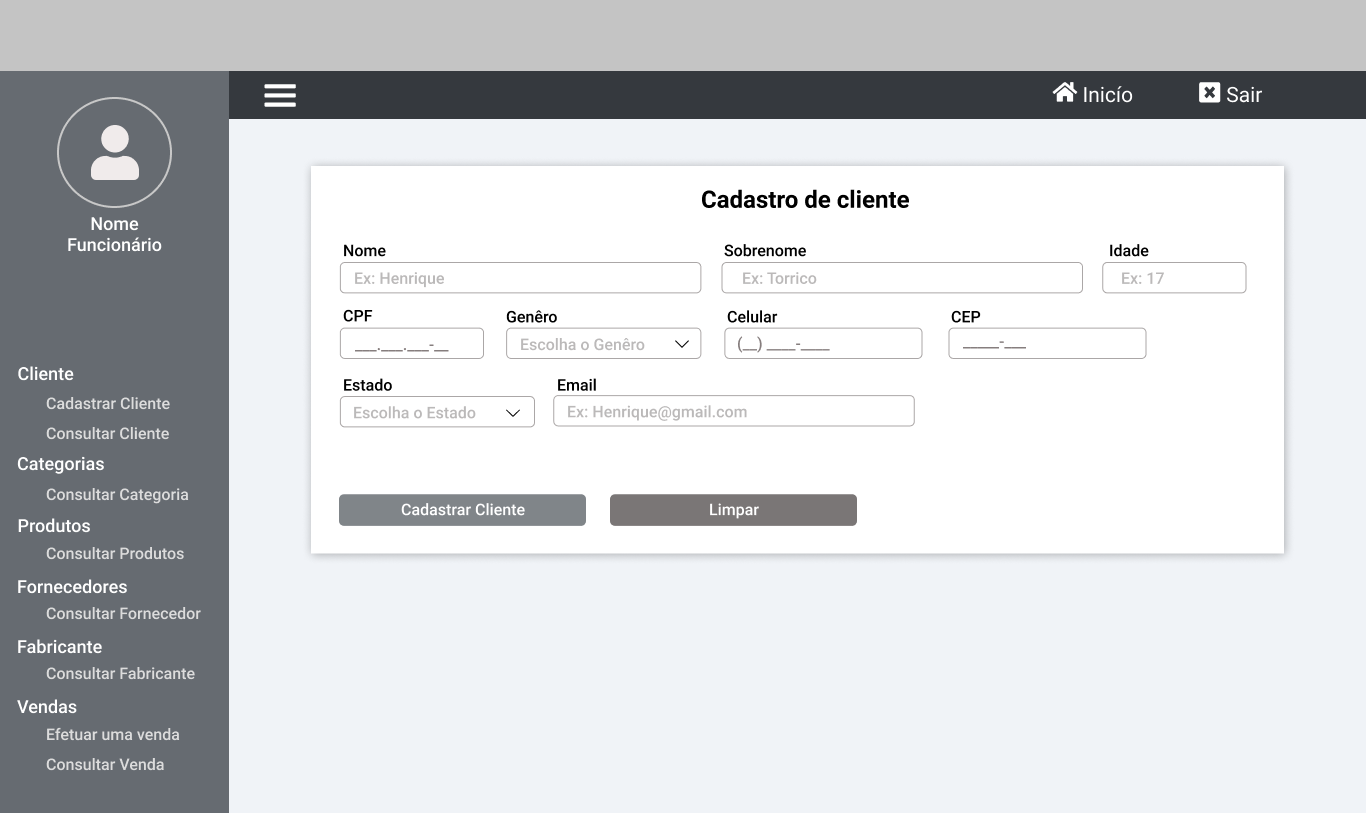 Inicío
Sair
Nome
Funcionário
Cliente
Cadastrar Cliente
Consultar Cliente
Categorias
Consultar Categoria
Produtos
Consultar Produtos
Fornecedores
Consultar Fornecedor
Fabricante
Consultar Fabricante
Vendas
Efetuar uma venda
Consultar Venda
Cadastro de cliente
Nome
Sobrenome
Idade
Ex: Henrique
Ex: Torrico
Ex: 17
CPF
Genêro
Celular
CEP
___.___.___-__
Escolha o Genêro
(__) ____-____
_____-___
Estado
Email
Escolha o Estado
Ex: Henrique@gmail.com
Cadastrar Cliente
Limpar